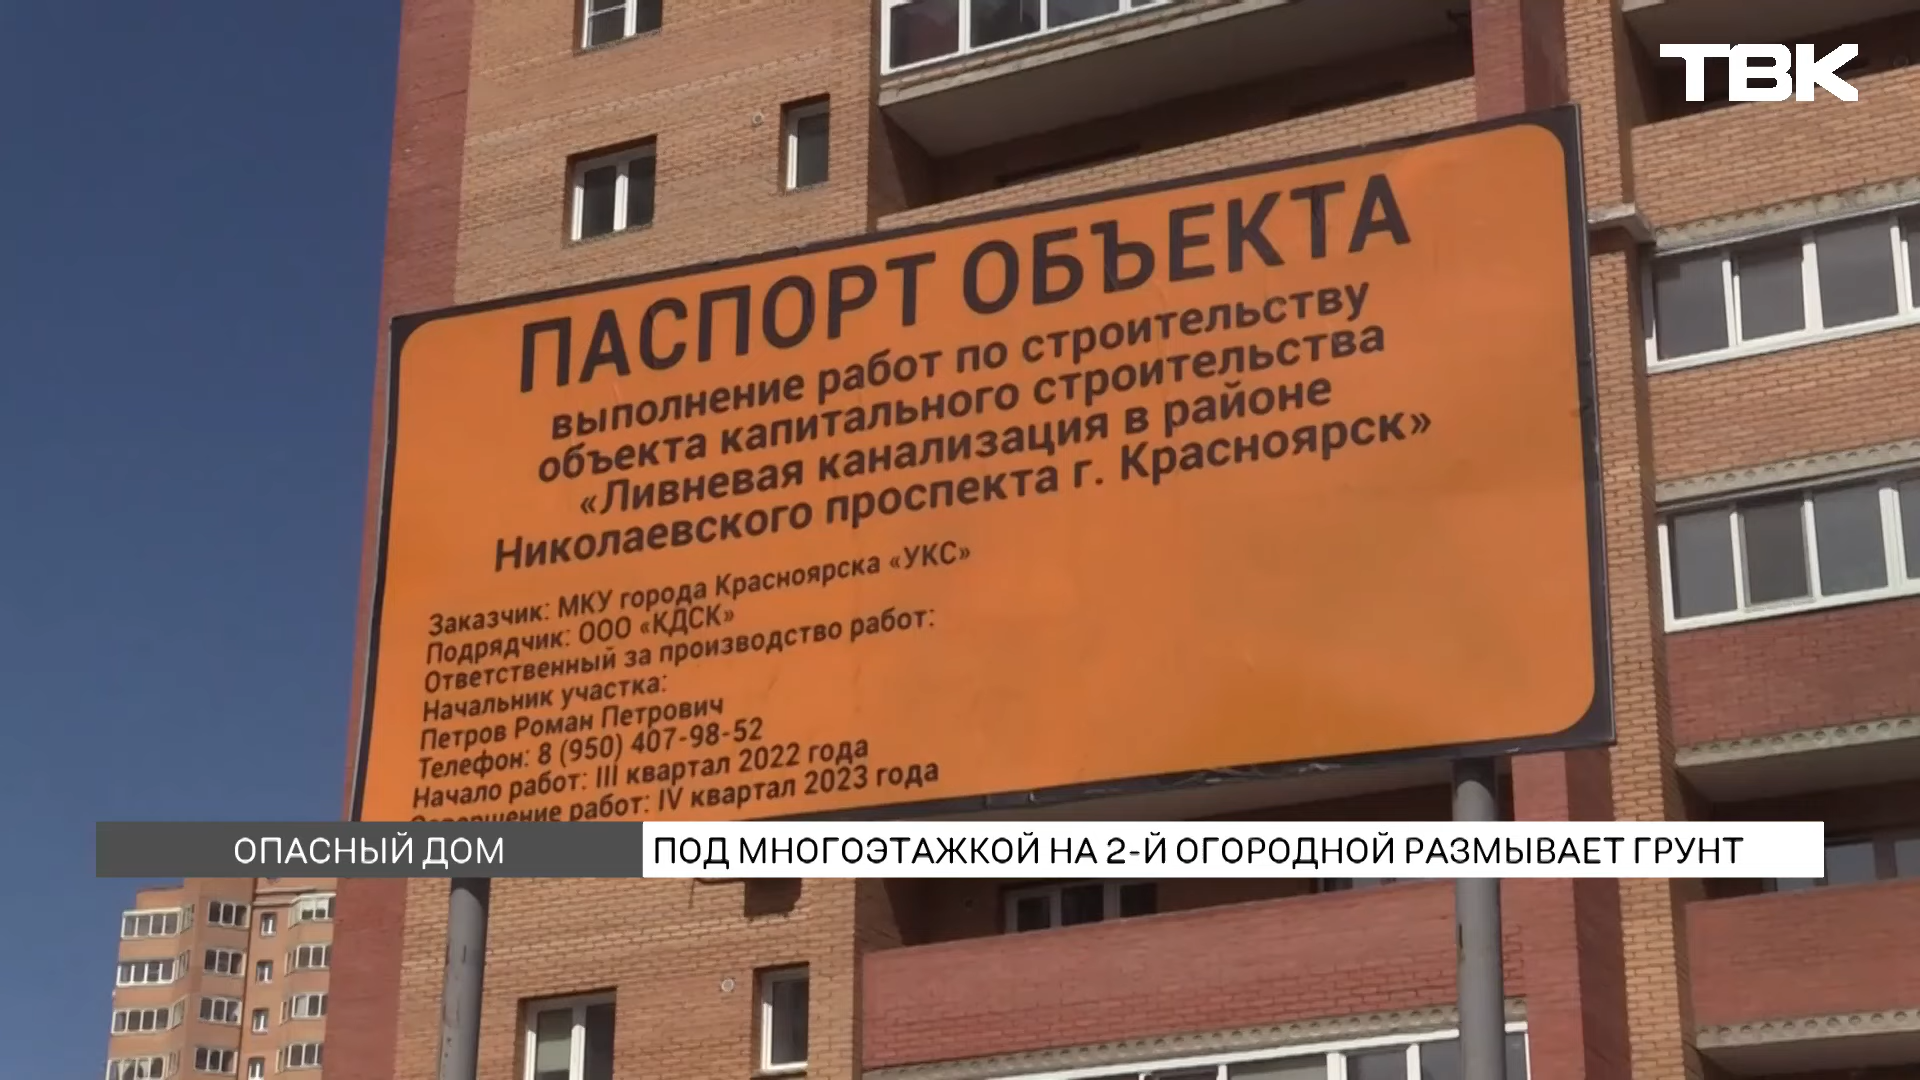 ТВК
ПАСПОРТ ОБЪЕКТА
выполнение работ по строительству
объекта капитального строительства
«Ливневая канализация в районе
Николаевского проспекта г. Красноярск»
Заказчик: МКУ города Красноярска «УКС»
Подрядчик: ООО «КДСК»
Ответственный за производство работ:
Начальник участка:
Петров Роман Петрович
Телефон: 8 (950) 407-98-52
Начало работ: III квартал 2022 года
работ: IV квартал 2023 года
ОПАСНЫЙ ДОМ
ПОД МНОГОЭТАЖКОЙ НА 2-Й ОГОРОДНОЙ РАЗМЫВАЕТ ГРУНТ